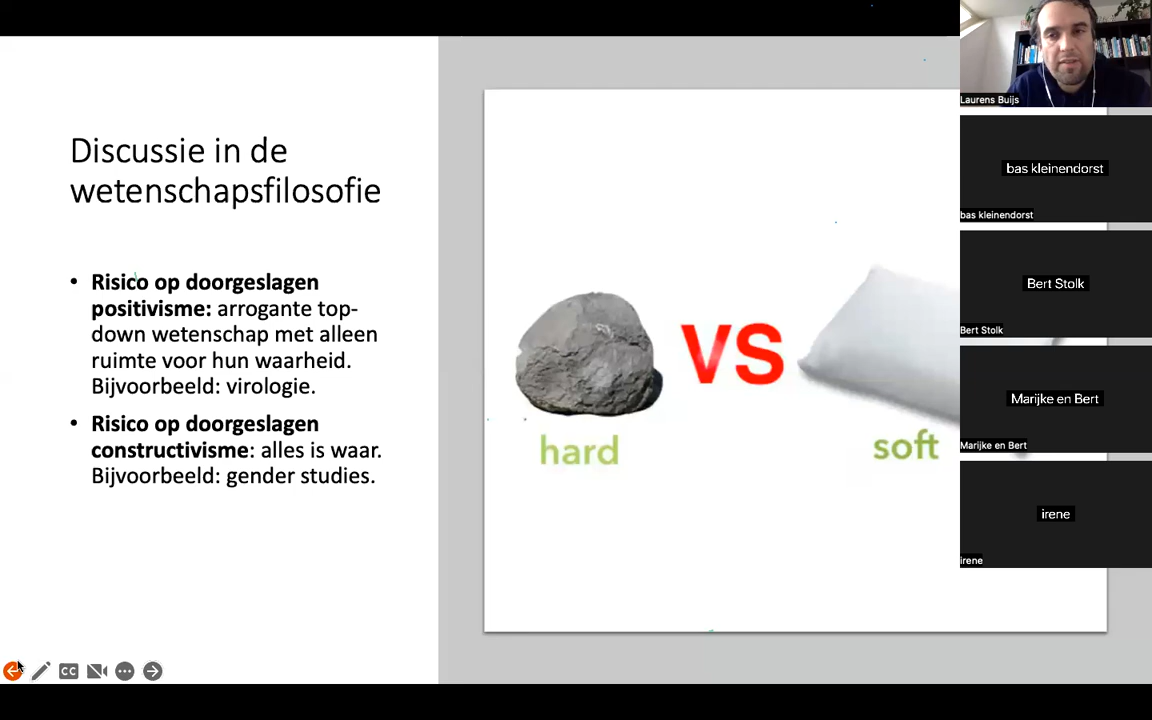 Discussie in de
wetenschapsfilosofie
• Risico op doorgeslagen
positivisme: arrogante top-
down wetenschap met alleen
ruimte voor hun waarheid.
Bijvoorbeeld: virologie.
• Risico op doorgeslagen
constructivisme: alles is waar.
Bijvoorbeeld: gender studies.
VS
hard
soft
CC
Laurens Buijs
bas kleinendorst
bas kleinendorst
Bert Stolk
Bert Stolk
Marijke en Bert
Marijke en Bert
irene
irene